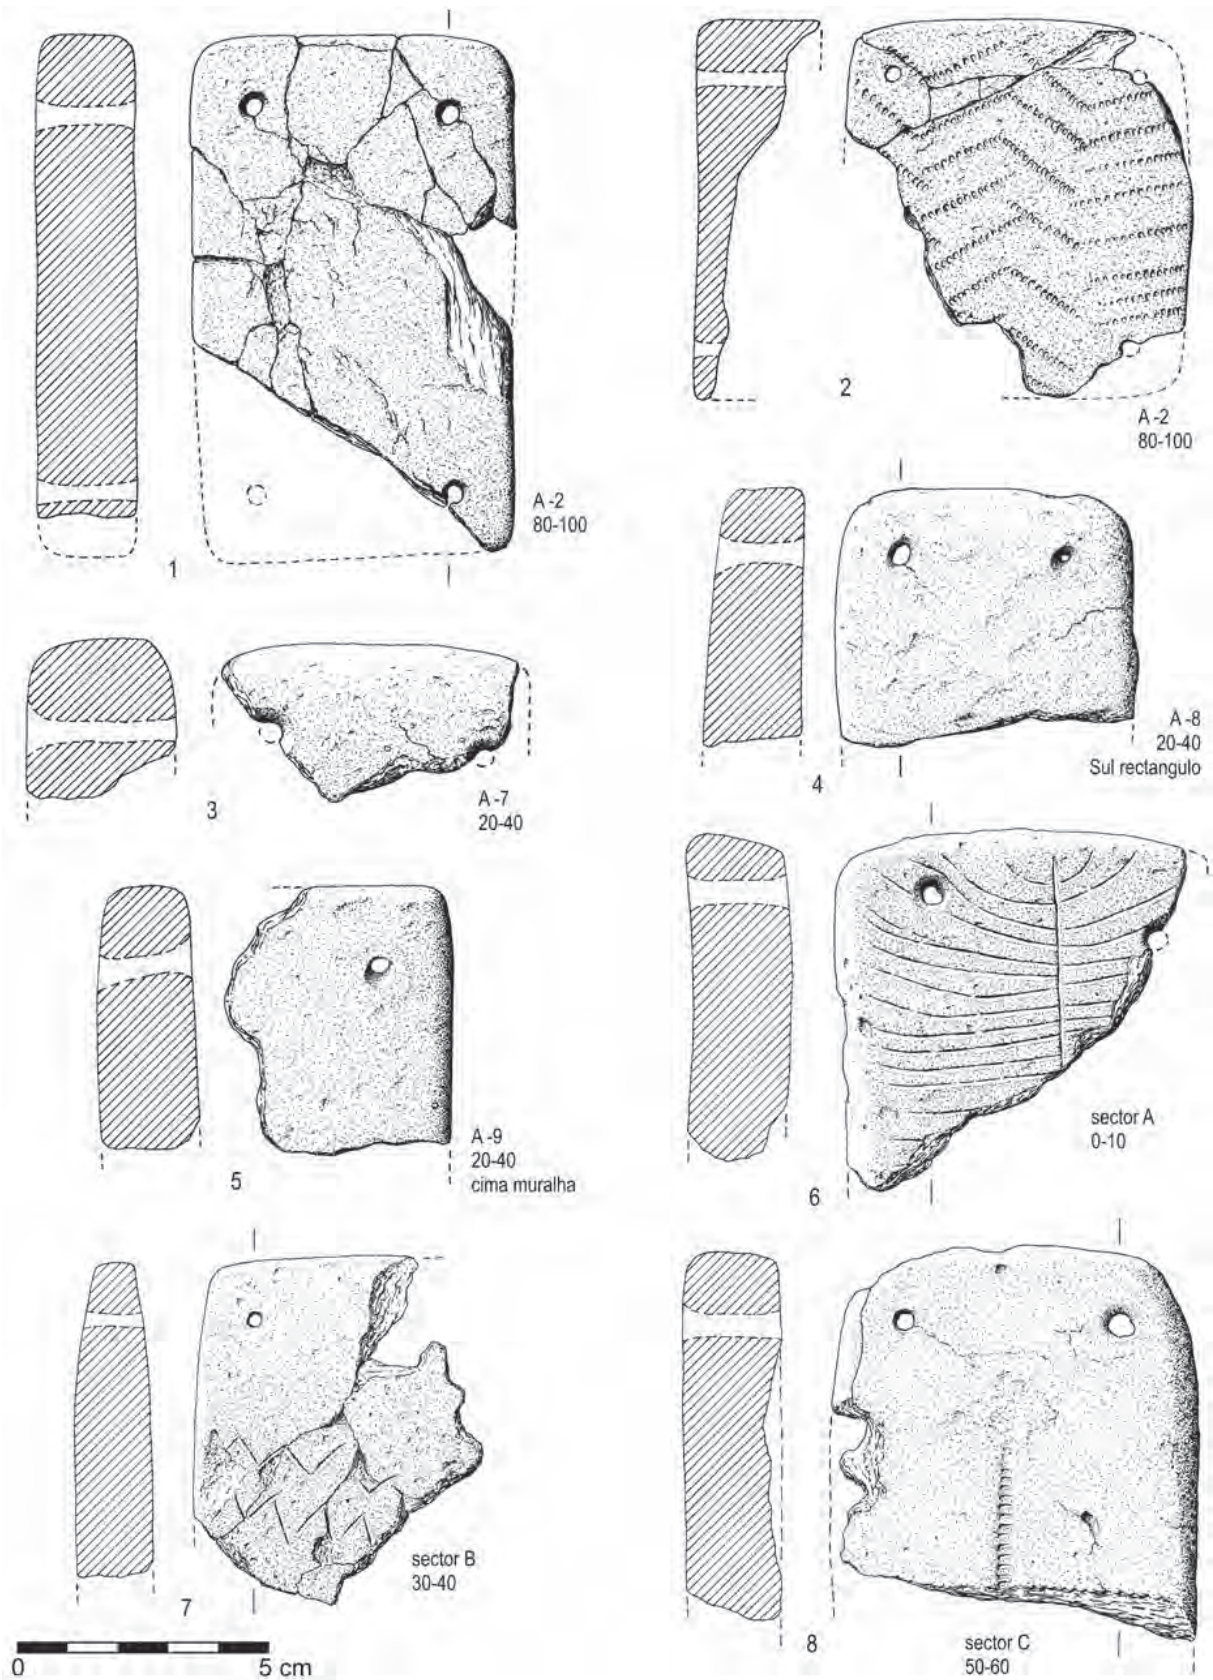 1
A -2
80-100
2
A -2
80-100
3
A -7
20-40
4
A -8
20-40
Sul rectangulo
5
A -9
20-40
cima muralha
6
sector A
0-10
7
sector B
30-40
8
sector C
50-60
0 5 cm